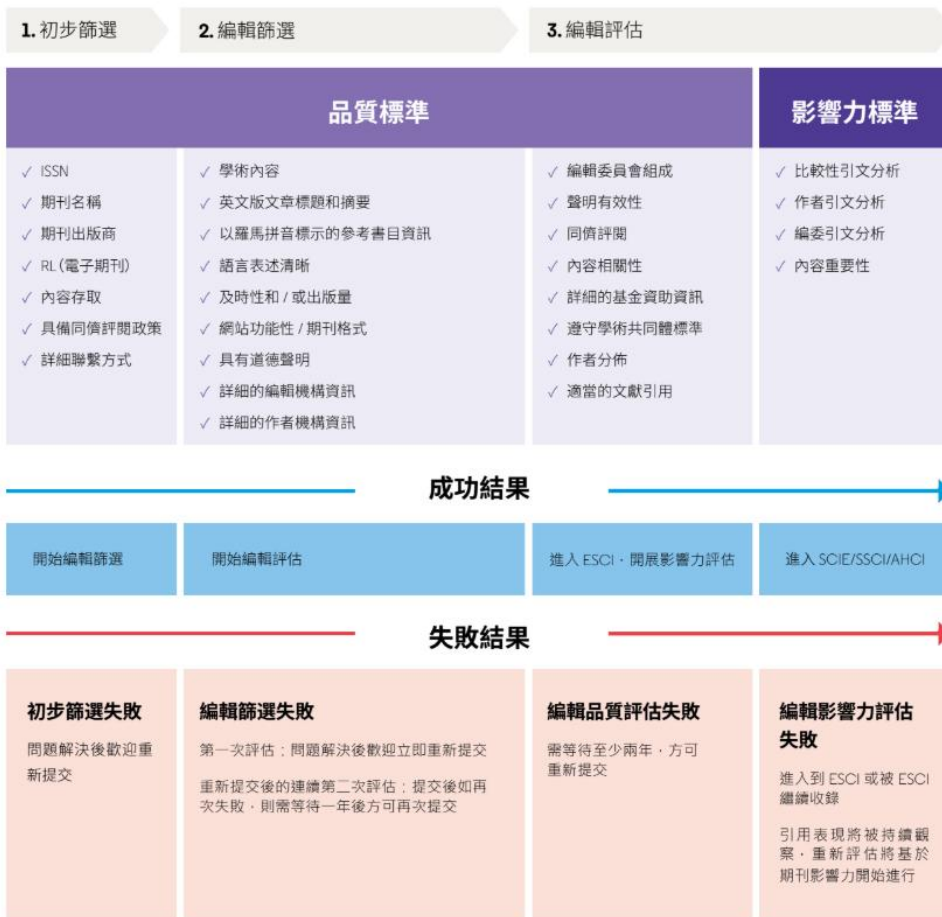 1. 初步篩選
2. 編輯篩選
3. 編輯評估
品質標準
影響力標準
✓ ISSN
✓ 期刊名稱
✓ 期刊出版商
✓ RL (電子期刊)
✓ 內容存取
✓ 具備同儕評閱政策
✓ 詳細聯繫方式
✓ 學術內容
✓ 英文版文章標題和摘要
✓ 以羅馬拼音標示的參考書目資訊
✓ 語言表述清晰
✓ 及時性和 / 或出版量
✓ 網站功能性 / 期刊格式
✓ 具有道德聲明
✓ 詳細的編輯機構資訊
✓ 詳細的作者機構資訊
✓ 編輯委員會組成
✓ 聲明有效性
✓ 同儕評閱
✓ 內容相關性
✓ 詳細的基金資助資訊
✓ 遵守學術共同體標準
✓ 作者分佈
✓ 適當的文獻引用
✓ 比較性引文分析
✓ 作者引文分析
✓ 編委引文分析
✓ 內容重要性
成功結果
開始編輯篩選
開始編輯評估
進入 ESCI，開展影響力評估
進入 SCIE/SSCI/AHCI
失敗結果
初步篩選失敗
問題解決後歡迎重
新提交
編輯篩選失敗
第一次評估：問題解決後歡迎立即重新提交
重新提交後的連續第二次評估：提交後如再
次失敗，則需等待一年後方可再次提交
編輯品質評估失敗
需等待至少兩年，方可
重新提交
編輯影響力評估
失敗
進入到 ESCI 或被 ESCI
繼續收錄
引用表現將被持續觀
察，重新評估將基於
期刊影響力開始進行